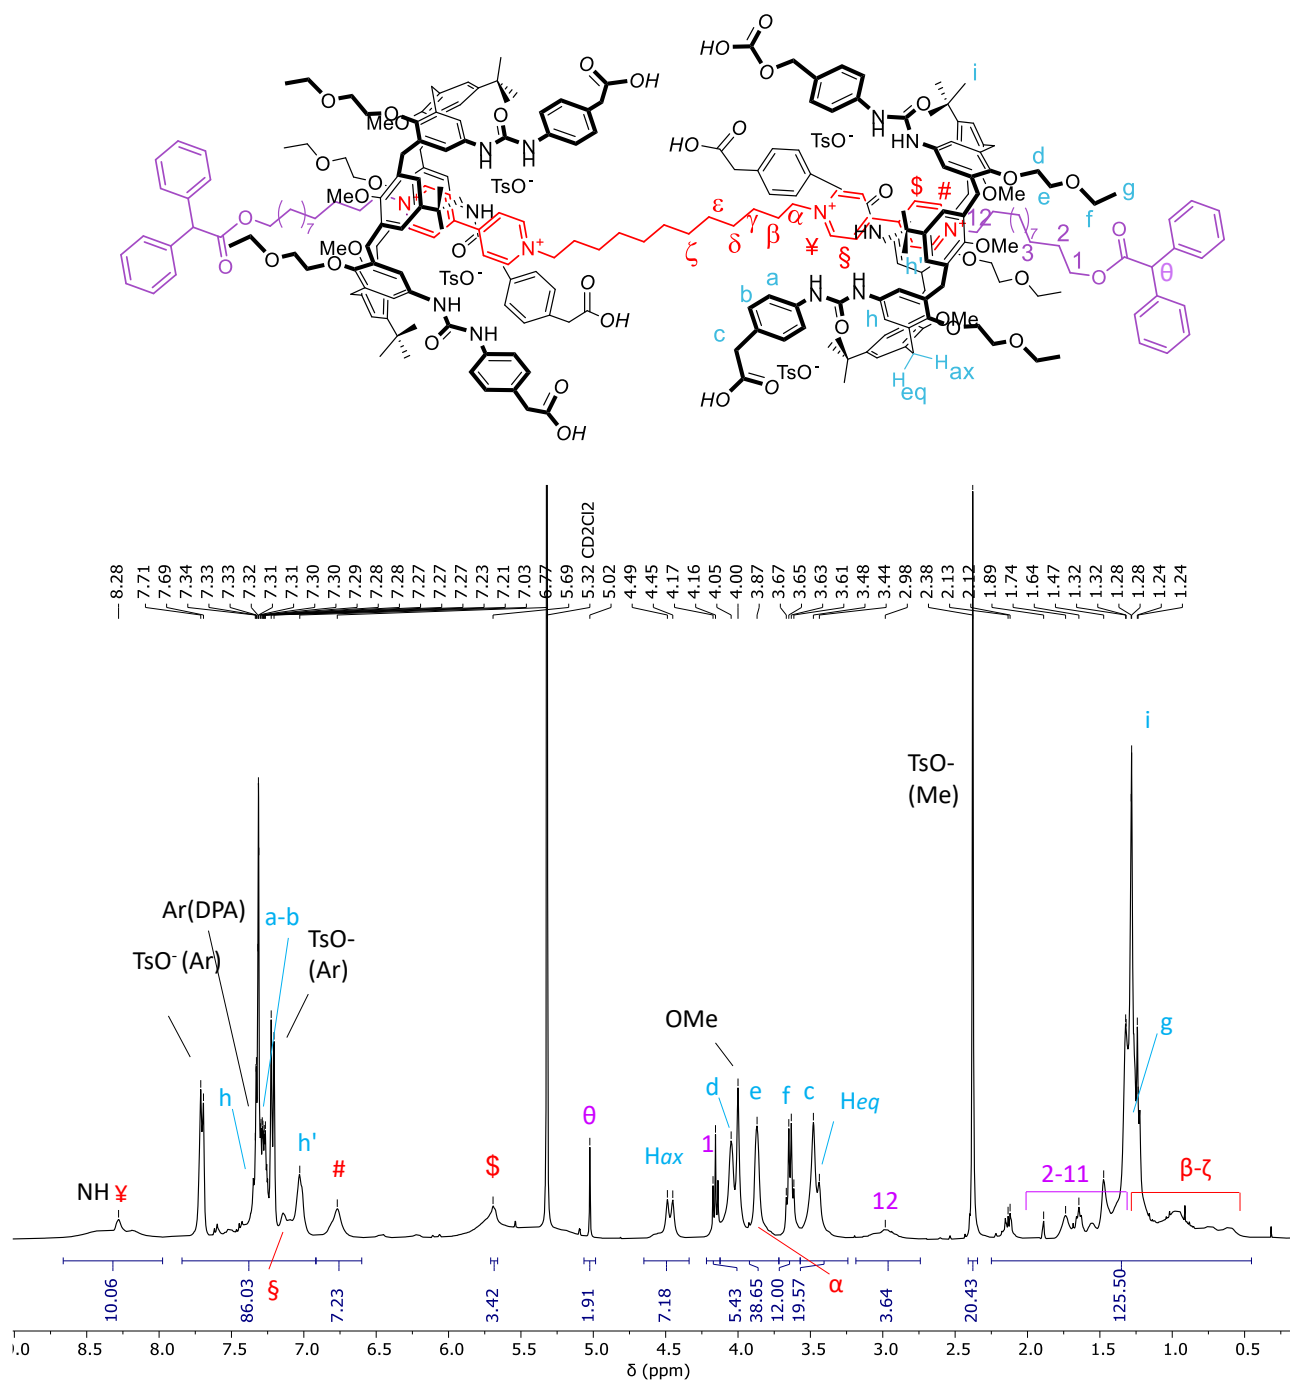 HO
O
O
i
O
OH
O
O
MeO
O
NH
N
H
O
N
H
N
H
O
TsO-
O
HO
d
g
O
O
OMe
e
f
O
O
MeO
TsO-
NH
O
O
O
7
N+
N+
ε
γ
α
ζ
δ
β
N+
¥
§
$
#
O
NH
h'
12
N+
OMe
7
3
2
1
O
O
θ
O
O
MeO
TsO-
O
O
NH
N
H
O
OH
O
OH
a
b
c
O
HO
N
H
N
H
O
h
TsO-
OMe
O
O
O
O
H
ax
H
eq
8.28
7.71
7.69
7.34
7.33
7.33
7.32
7.31
7.31
7.30
7.30
7.29
7.28
7.28
7.27
7.27
7.27
7.23
7.21
7.03
6.77
5.69
5.32 CD2Cl2
5.02
4.49
4.45
4.17
4.16
4.05
4.00
3.87
3.67
3.65
3.63
3.61
3.48
3.44
2.98
2.38
2.13
2.12
1.89
1.74
1.64
1.47
1.32
1.32
1.28
1.28
1.24
1.24
i
TsO-
(Me)
Ar(DPA)
a-b
TsO- (Ar)
TsO-
(Ar)
OMe
g
h
θ
d
e
f
c
Heq
h'
1
Hax
#
$
2-11
β-ζ
NH
¥
12
§
α
10.06
86.03
7.23
3.42
1.91
7.18
5.43
38.65
12.00
19.57
3.64
20.43
125.50
8.5
8.0
7.5
7.0
6.5
6.0
5.5
5.0
4.5
4.0
3.5
3.0
2.5
2.0
1.5
1.0
0.5
δ (ppm)